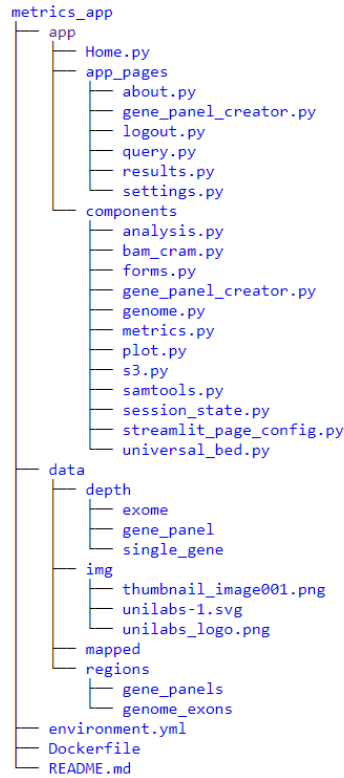 metrics_app
app
Home.py
app_pages
about.py
gene_panel_creator.py
logout.py
query.py
results.py
settings.py
components
analysis.py
bam_cram.py
forms.py
gene_panel_creator.py
genome.py
metrics.py
plot.py
s3.py
samtools.py
session_state.py
streamlit_page_config.py
universal_bed.py
data
depth
exome
gene_panel
single_gene
img
thumbnail_image001.png
unilabs-1.svg
unilabs_logo.png
mapped
regions
gene_panels
genome_exons
environment.yml
Dockerfile
README.md